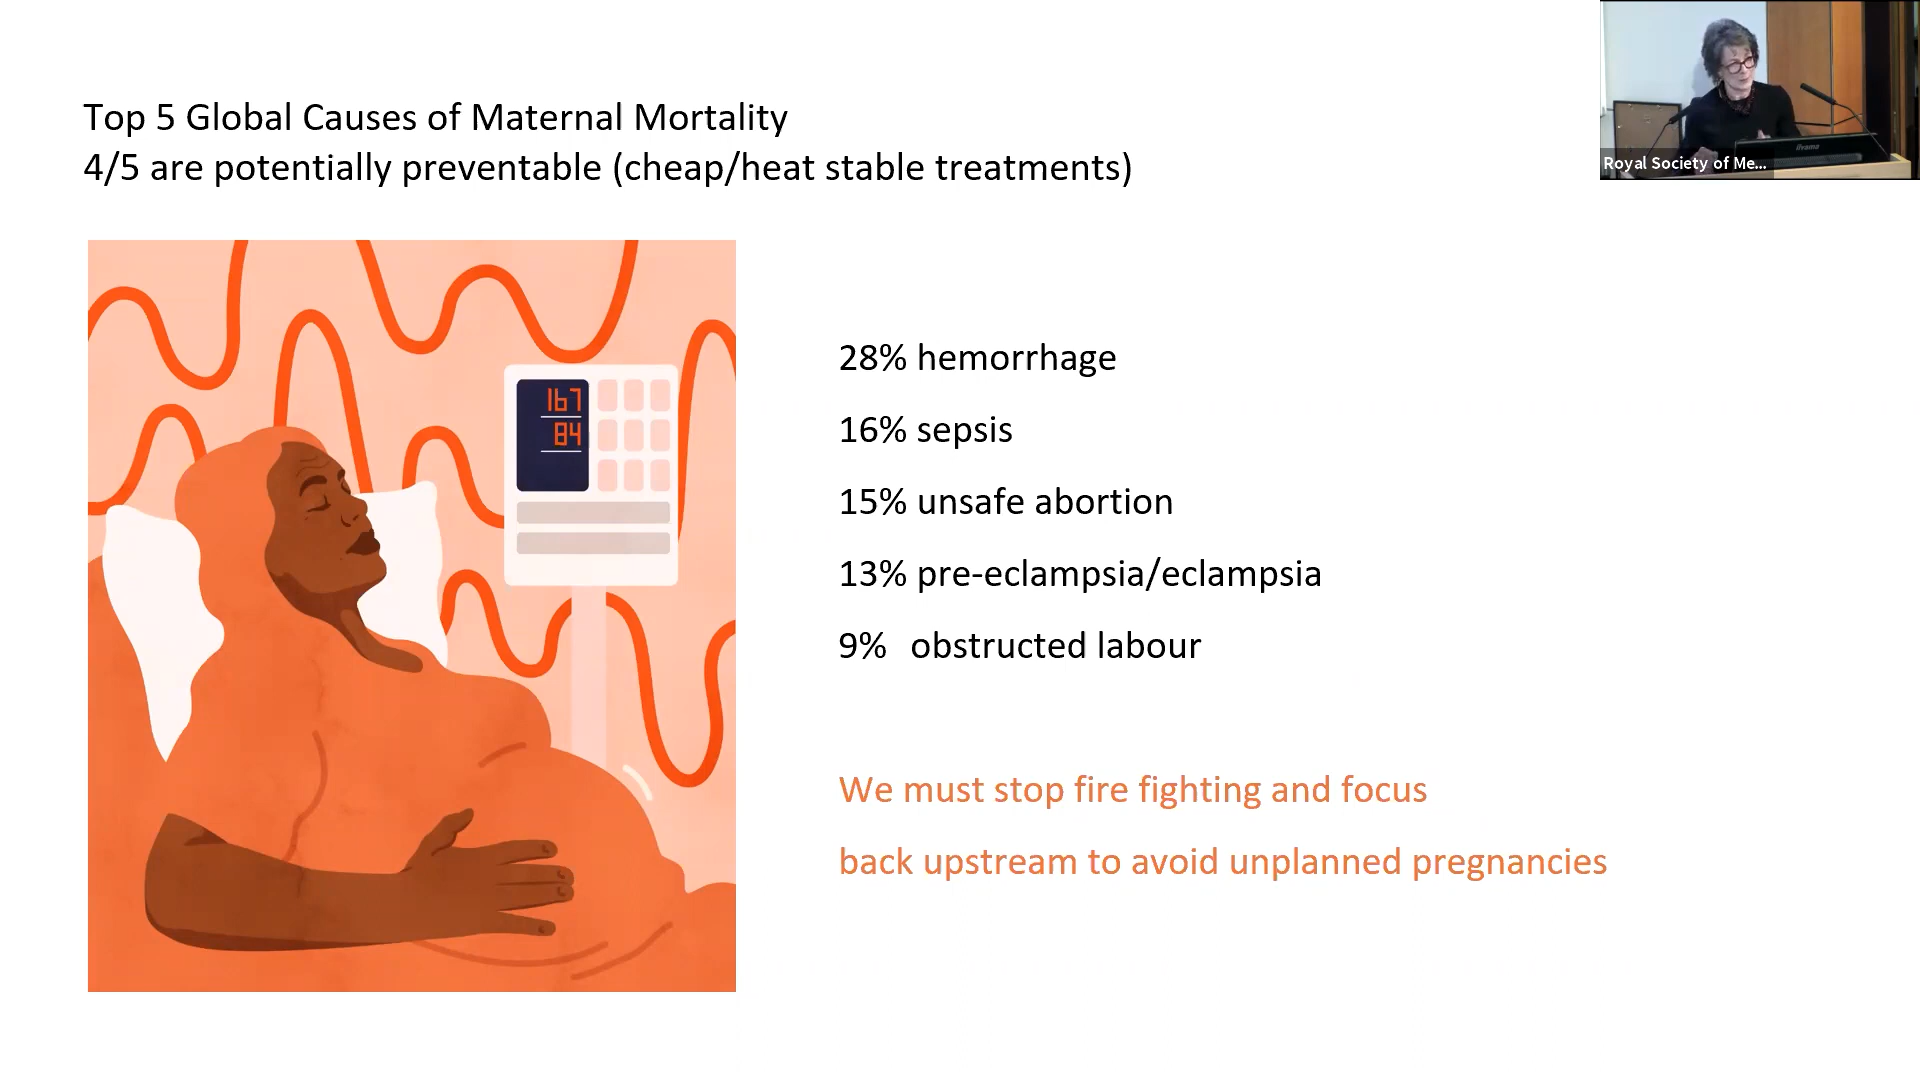 Top 5 Global Causes of Maternal Mortality
4/5 are potentially preventable (cheap/heat stable treatments)
Royal Society of Me...
167
84
28% hemorrhage
16% sepsis
15% unsafe abortion
13% pre-eclampsia/eclampsia
9% obstructed labour
We must stop fire fighting and focus
back upstream to avoid unplanned pregnancies
iiyama